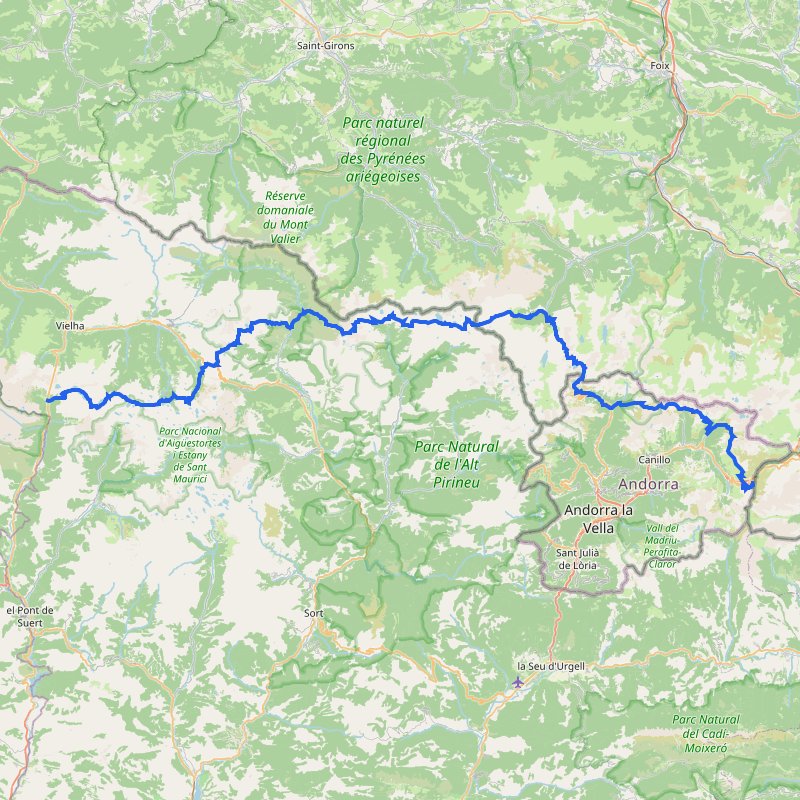 Saint-Girons
Foix
Parc naturel
régional
des Pyrénées
ariégeoises
Réserve
domaniale
du Mont
Valier
Vielha
Parc Nacional
d'Aigüestortes
i Estany
de Sant
Maurici
Parc Natural
de l'Alt
Pirineu
Canillo
Andorra
Andorra la
Vella
Vall del
Madriu-
Perafita-
Claror
Sant Julià
de Lòria
el Pont de
Suert
Sort
la Seu d'Urgell
Parc Natural
del Cadí-
Moixeró